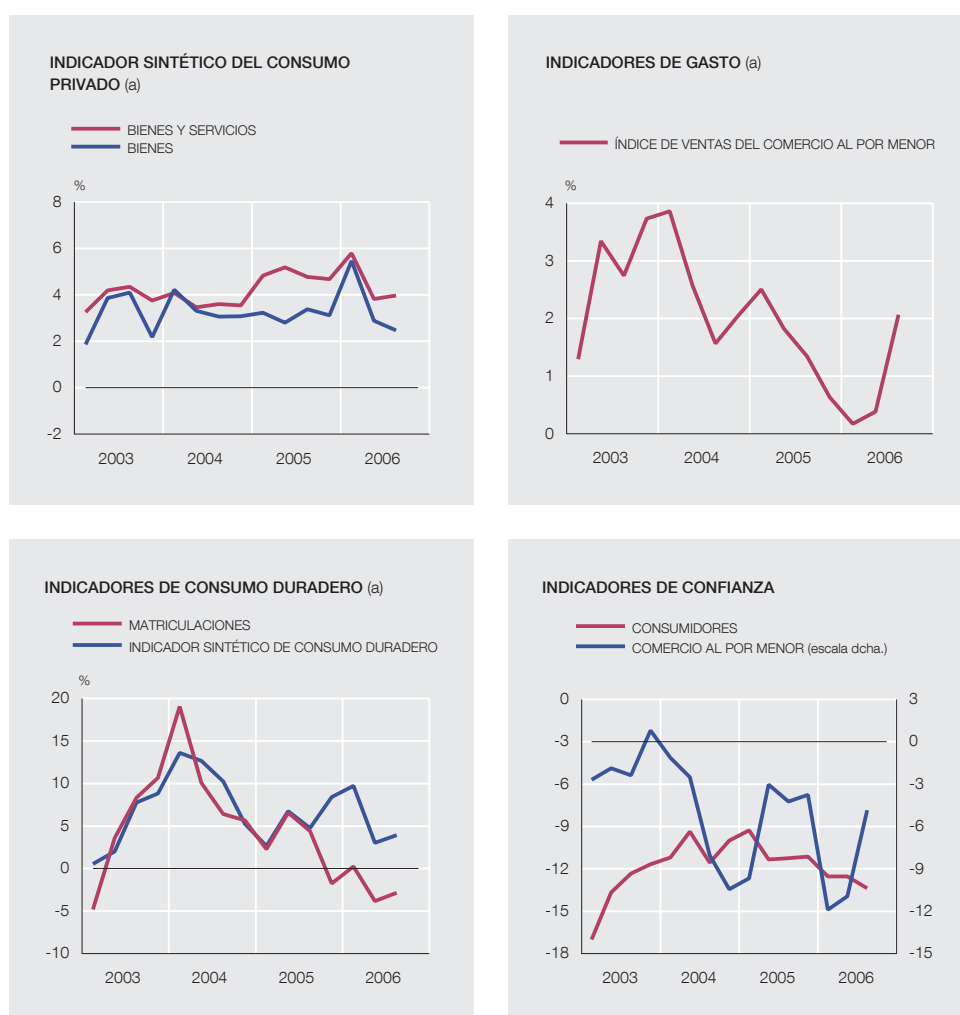 INDICADOR SINTÉTICO DEL CONSUMO
PRIVADO (a)
BIENES Y SERVICIOS
BIENES
%
8
6
4
2
0
-2
2003 2004 2005 2006
INDICADORES DE GASTO (a)
ÍNDICE DE VENTAS DEL COMERCIO AL POR MENOR
%
4
3
2
1
0
2003 2004 2005 2006
INDICADORES DE CONSUMO DURADERO (a)
MATRICULACIONES
INDICADOR SINTÉTICO DE CONSUMO DURADERO
%
20
15
10
5
0
-5
-10
2003 2004 2005 2006
INDICADORES DE CONFIANZA
CONSUMIDORES
COMERCIO AL POR MENOR (escala dcha.)
0 3
-3 0
-6 -3
-9 -6
-12 -9
-15 -12
-18 -15
2003 2004 2005 2006